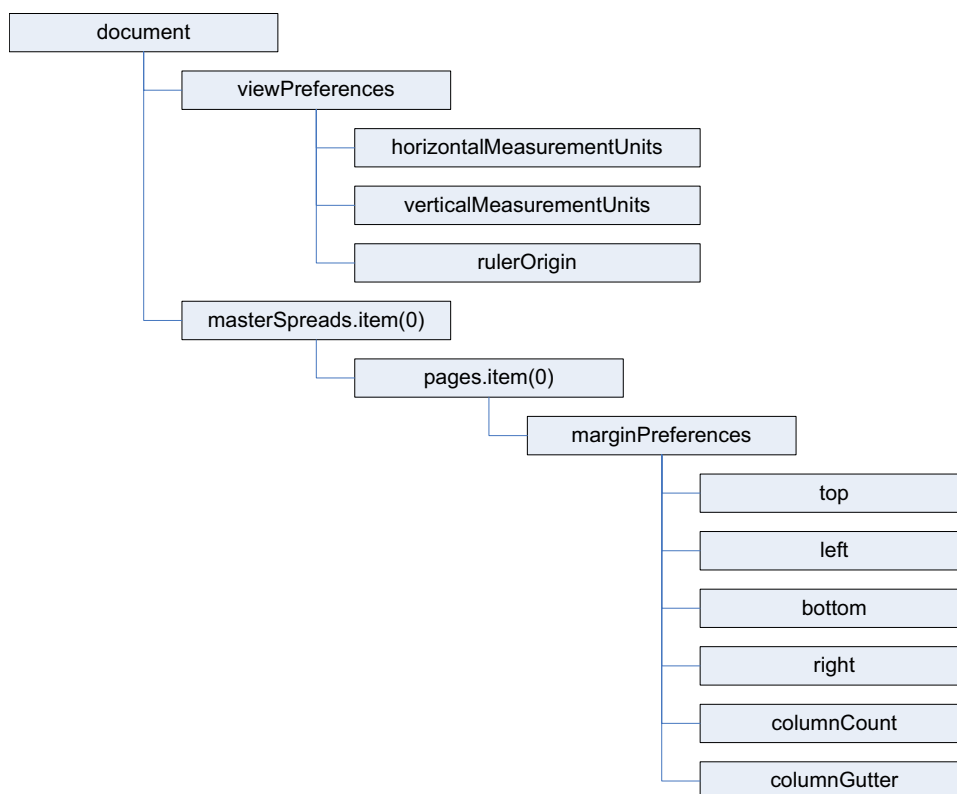 document
viewPreferences
horizontalMeasurementUnits
verticalMeasurementUnits
rulerOrigin
masterSpreads.item(0)
pages.item(0)
marginPreferences
top
left
bottom
right
columnCount
columnGutter